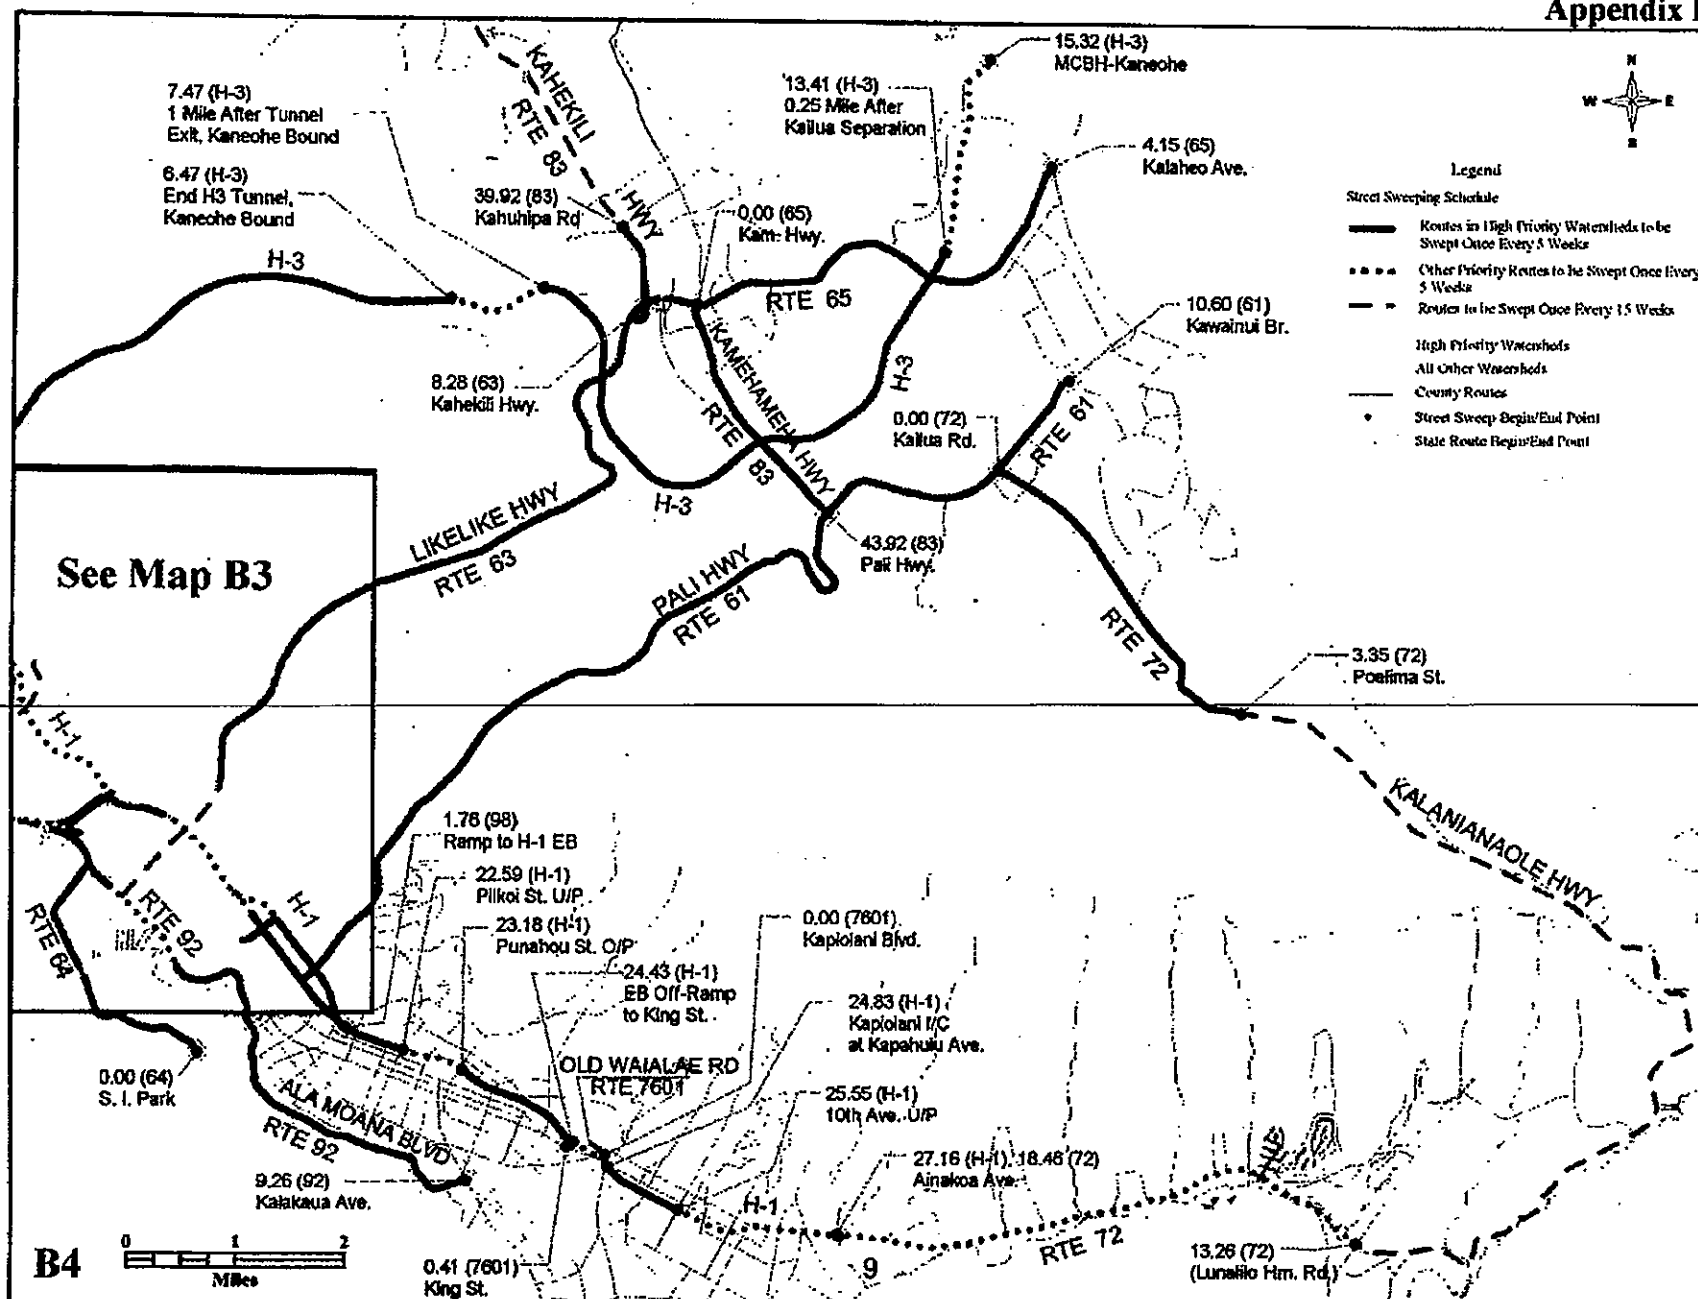 Appendix
N
W E
S
Legend
Street Sweeping Schedule
Routes in High Priority Watersheds to be
Swept Once Every 5 Weeks
Other Priority Routes to be Swept Once Every
5 Weeks
Routes to be Swept Once Every 15 Weeks
High Priority Watersheds
All Other Watersheds
County Routes
Street Sweep Begin/End Point
State Route Begin/End Point
15.32 (H-3)
MCBH-Kaneohe
13.41 (H-3)
0.25 Mile After
Kailua Separation
4.15 (65)
Kalaheo Ave.
7.47 (H-3)
1 Mile After Tunnel
Exit, Kaneohe Bound
6.47 (H-3)
End H3 Tunnel,
Kaneohe Bound
KAHEKILI
HWY
RTE 83
39.92 (83)
Kahuhipa Rd
0.00 (65)
Kam. Hwy.
H-3
RTE 65
10.60 (61)
Kawainui Br.
8.28 (63)
Kahekili Hwy.
KAMEHAMEHA HWY
RTE 83
H-3
0.00 (72)
Kailua Rd.
RTE 61
H-3
LIKELIKE HWY
RTE 63
43.92 (83)
Pali Hwy.
See Map B3
PALI HWY
RTE 61
RTE 72
3.35 (72)
Poalima St.
H-1
KALANIANAOLE HWY
1.76 (98)
Ramp to H-1 EB
22.59 (H-1)
Piikoi St. U/P
23.18 (H-1)
Punahou St. O/P
0.00 (7601)
Kapiolani Blvd.
H-1
RTE 92
RTE 64
24.43 (H-1)
EB Off-Ramp
to King St.
24.83 (H-1)
Kapiolani I/C
at Kapahulu Ave.
OLD WAIALAE RD
RTE 7601
0.00 (64)
S. I. Park
ALA MOANA BLVD
RTE 92
25.55 (H-1)
10th Ave. U/P
9.26 (92)
Kalakaua Ave.
27.16 (H-1), 18.46 (72)
Ainakoa Ave.
H-1
RTE 72
13.26 (72)
(Lunalilo Hm. Rd.)
0.41 (7601)
King St.
B4
0 1 2
Miles
9